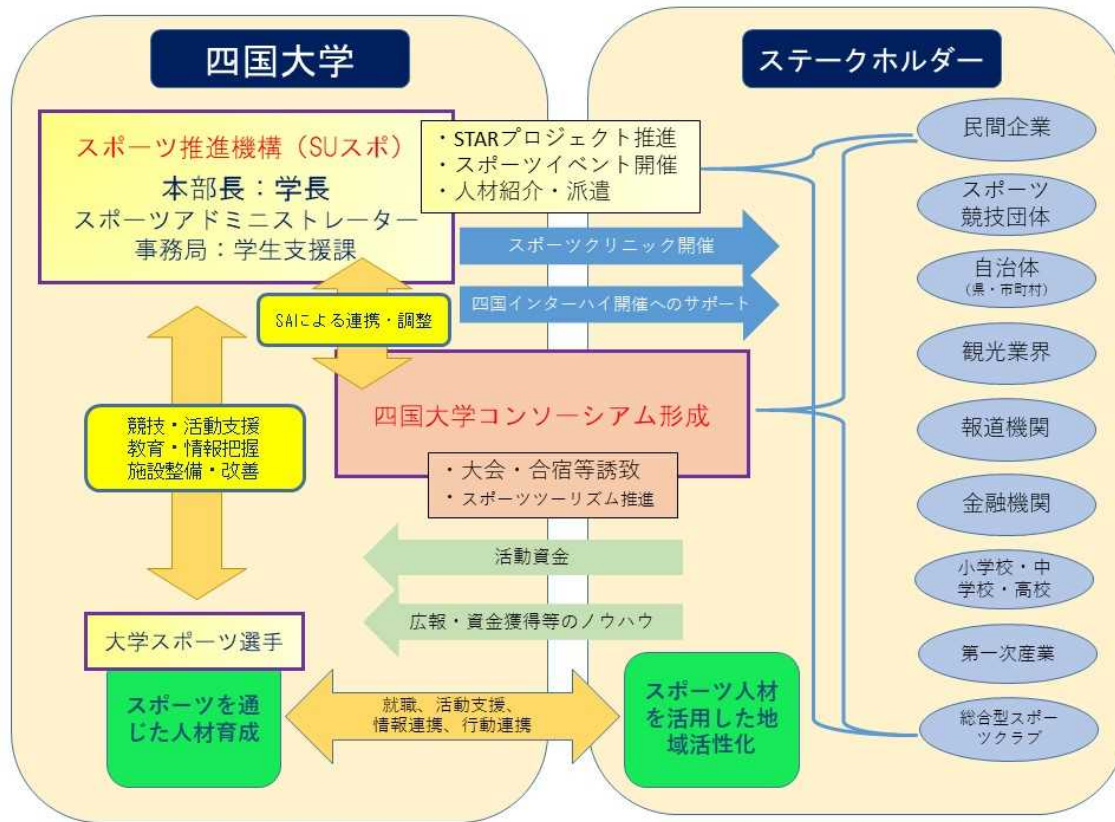 四国大学
ステークホルダー
スポーツ推進機構（SUスポ）
本部長：学長
スポーツアドミニストレーター
事務局：学生支援課
・STARプロジェクト推進
・スポーツイベント開催
・人材紹介・派遣
スポーツクリニック開催
四国インターハイ開催へのサポート
SAIによる連携・調整
四国大学コンソーシアム形成
・大会・合宿等誘致
・スポーツツーリズム推進
競技・活動支援
教育・情報把握
施設整備・改善
活動資金
広報・資金獲得等のノウハウ
大学スポーツ選手
スポーツを通
じた人材育成
就職、活動支援、
情報連携、行動連携
スポーツ人材
を活用した地
域活性化
民間企業
スポーツ
競技団体
自治体
（県・市町村）
観光業界
報道機関
金融機関
小学校・中
学校・高校
第一次産業
総合型スポー
ツクラブ